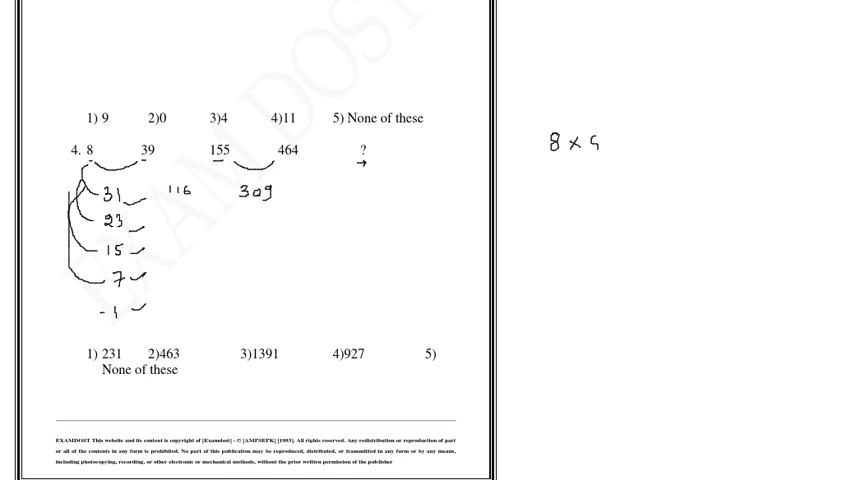 EXAM DOST
1) 9 2)0 3)4 4)11 5) None of these
4. 8 39 155 464 ?
8 × 5
31 116 309
23
15
7
-1
1) 231 2)463 3)1391 4)927 5)
None of these
EXAMDOST This website and its content is copyright of [Examdost] - © [AMPSEPK] [1993]. All rights reserved. Any redistribution or reproduction of part
or all of the contents in any form is prohibited. No part of this publication may be reproduced, distributed, or transmitted in any form or by any means,
including photocopying, recording, or other electronic or mechanical methods, without the prior written permission of the publisher